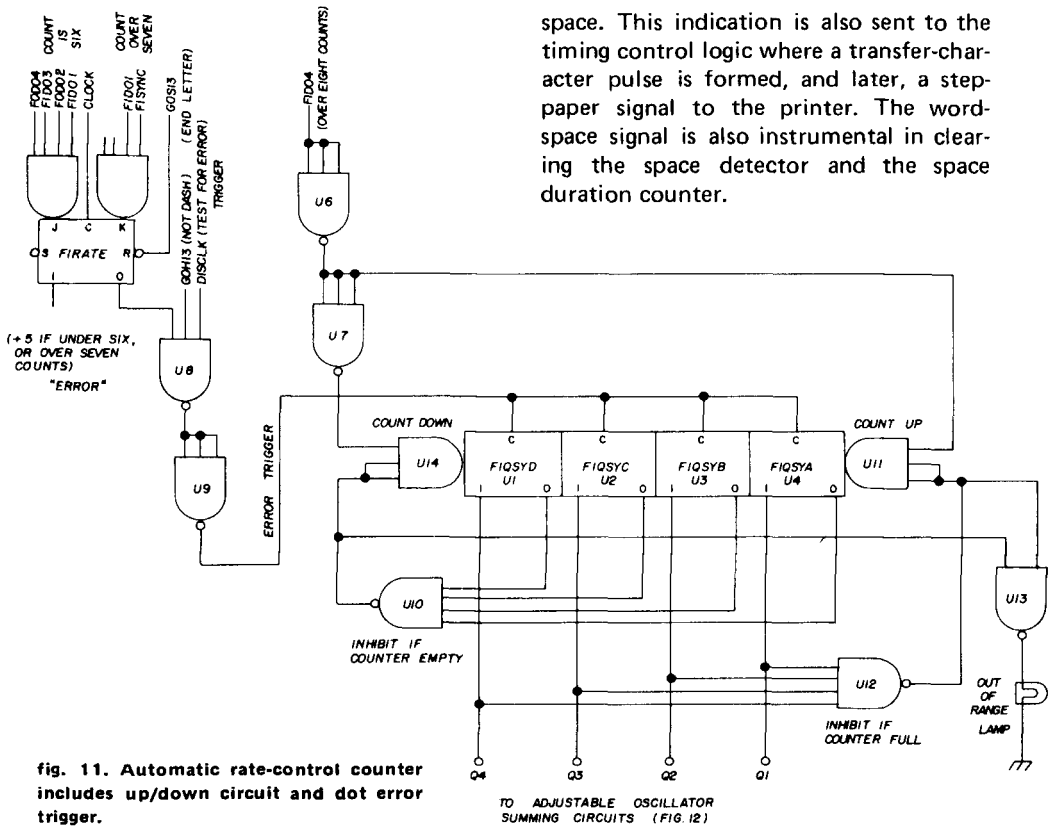 space. This indication is also sent to the
timing control logic where a transfer-char-
acter pulse is formed, and later, a step-
paper signal to the printer. The word-
space signal is also instrumental in clear-
ing the space detector and the space
duration counter.
COUNT
IS
SIX
COUNT
OVER
SEVEN
FODO4
FIDO3
FODO2
FIDO1
CLOCK
FIDO1
FISYNC
GOSI3
J
C
K
S
FIRATE
R
1
0
(+5 IF UNDER SIX,
OR OVER SEVEN
COUNTS)
"ERROR"
GOHI3 (NOT DASH)
(END LETTER)
DISCLK (TEST FOR ERROR)
TRIGGER
U8
U9
ERROR TRIGGER
FIDO4
(OVER EIGHT COUNTS)
U6
U7
COUNT DOWN
U14
C
FIQSYD
U1
1
0
C
FIQSYC
U2
1
0
C
FIQSYB
U3
1
0
C
FIQSYA
U4
1
0
COUNT UP
U11
U10
INHIBIT IF
COUNTER EMPTY
U12
INHIBIT IF
COUNTER FULL
U13
OUT
OF
RANGE
LAMP
Q4
Q3
Q2
Q1
TO ADJUSTABLE OSCILLATOR
SUMMING CIRCUITS (FIG. 12)
fig. 11. Automatic rate-control counter
includes up/down circuit and dot error
trigger.